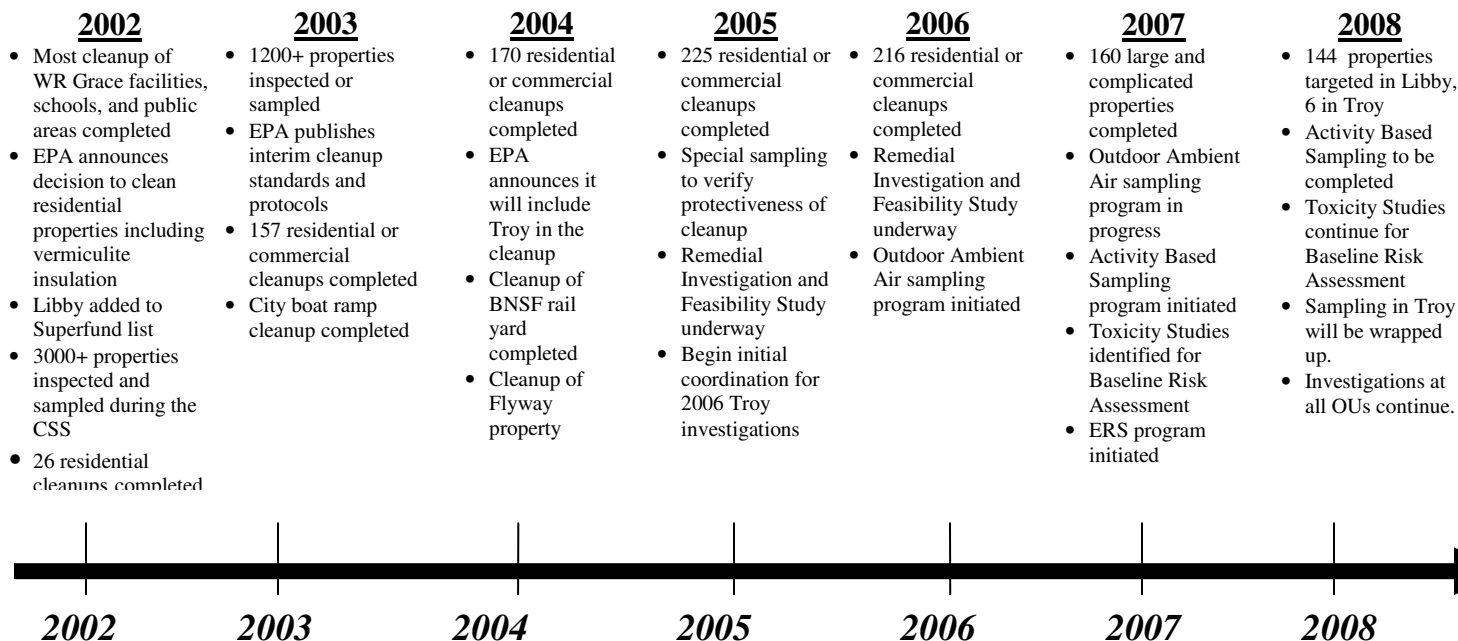 2002
• Most cleanup of
WR Grace facilities,
schools, and public
areas completed
• EPA announces
decision to clean
residential
properties including
vermiculite
insulation
• Libby added to
Superfund list
• 3000+ properties
inspected and
sampled during the
CSS
• 26 residential
cleanups completed
2003
• 1200+ properties
inspected or
sampled
• EPA publishes
interim cleanup
standards and
protocols
• 157 residential or
commercial
cleanups completed
• City boat ramp
cleanup completed
2004
• 170 residential
or commercial
cleanups
completed
• EPA
announces it
will include
Troy in the
cleanup
• Cleanup of
BNSF rail
yard
completed
• Cleanup of
Flyway
property
2005
• 225 residential or
commercial
cleanups
completed
• Special sampling
to verify
protectiveness of
cleanup
• Remedial
Investigation and
Feasibility Study
underway
• Begin initial
coordination for
2006 Troy
investigations
2006
• 216 residential or
commercial
cleanups
completed
• Remedial
Investigation and
Feasibility Study
underway
• Outdoor Ambient
Air sampling
program initiated
2007
• 160 large and
complicated
properties
completed
• Outdoor Ambient
Air sampling
program in
progress
• Activity Based
Sampling
program initiated
• Toxicity Studies
identified for
Baseline Risk
Assessment
• ERS program
initiated
2008
• 144 properties
targeted in Libby,
6 in Troy
• Activity Based
Sampling to be
completed
• Toxicity Studies
continue for
Baseline Risk
Assessment
• Sampling in Troy
will be wrapped
up.
• Investigations at
all OUs continue.
2002 2003 2004 2005 2006 2007 2008